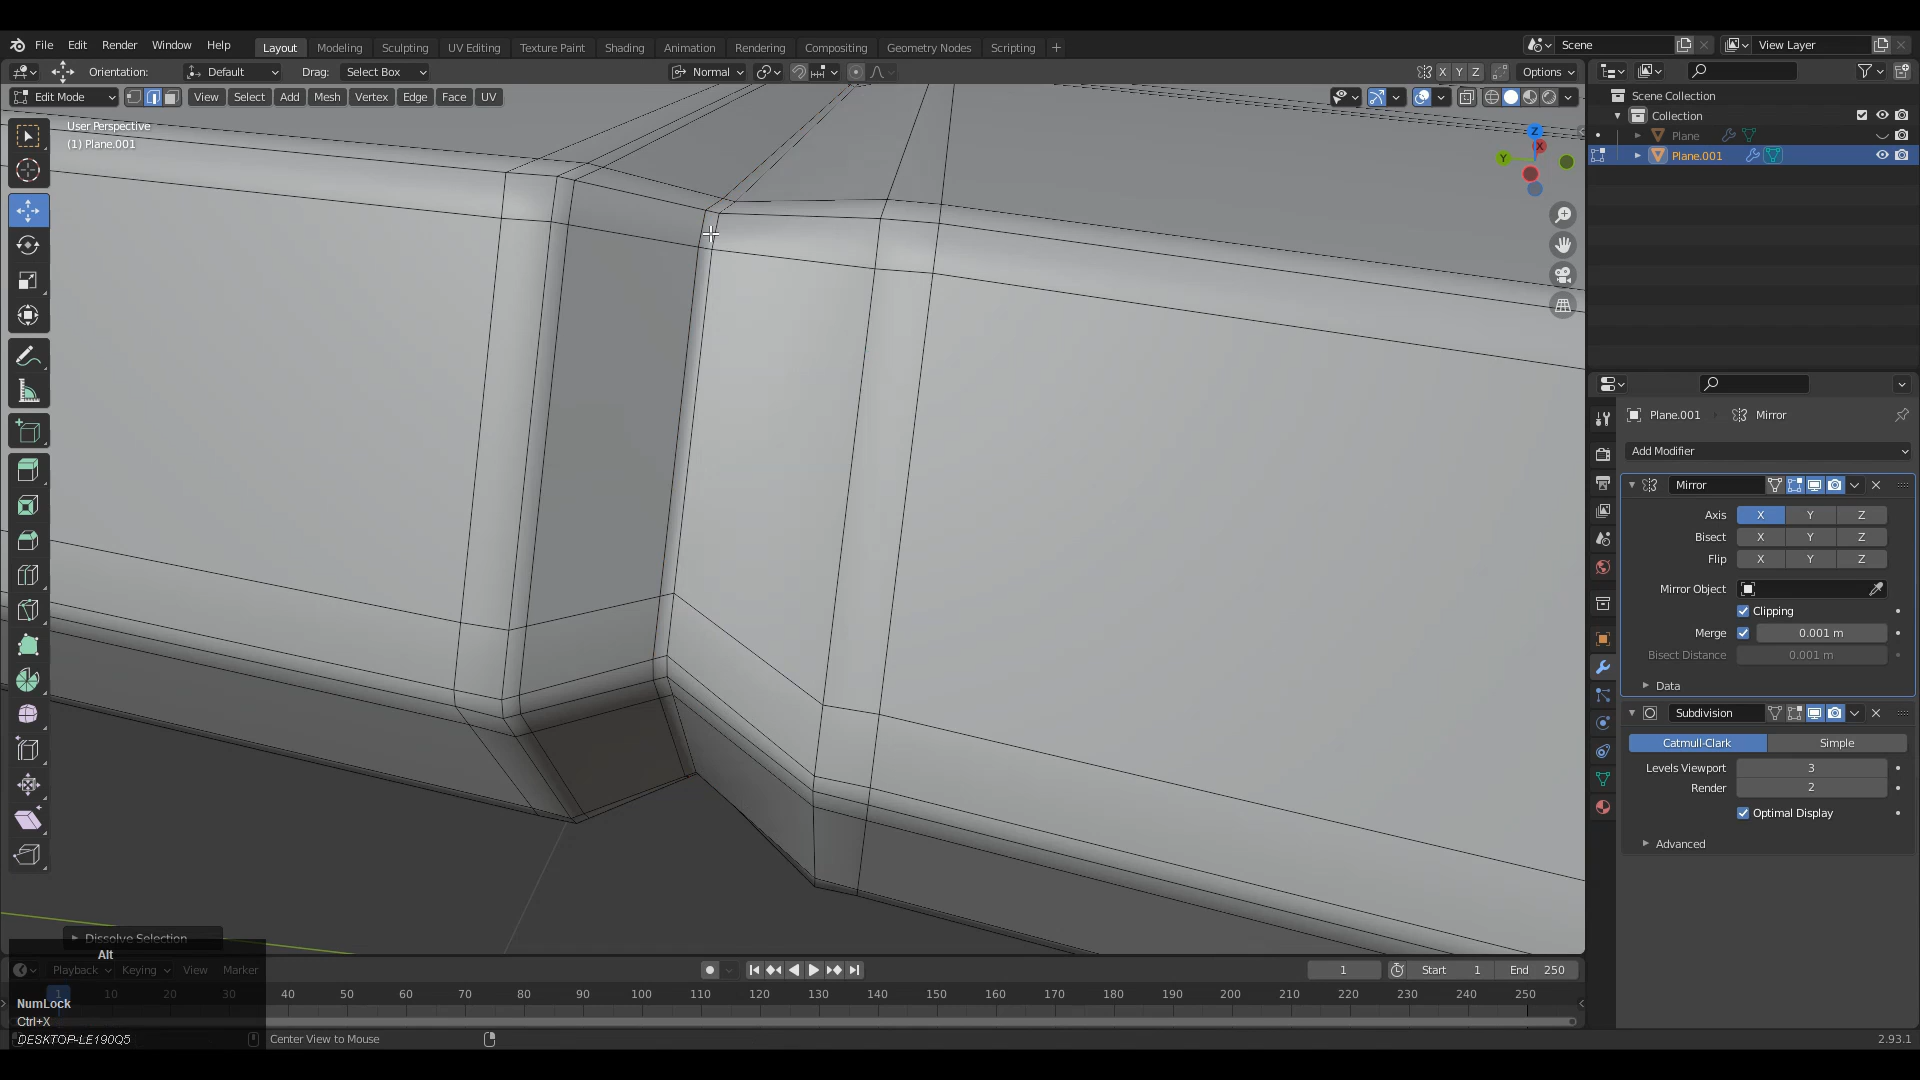 File Edit Render Window Help Layout Modeling Sculpting UV Editing Texture Paint Shading Animation Rendering Compositing Geometry Nodes Scripting + Scene View Layer
Orientation: Default Drag: Select Box Normal X Y Z Options
Edit Mode View Select Add Mesh Vertex Edge Face UV
User Perspective
(1) Plane.001
Z
X
Y
Scene Collection
Collection
Plane
Plane.001
Plane.001 Mirror
Add Modifier
Mirror
Axis X Y Z
Bisect X Y Z
Flip X Y Z
Mirror Object
Clipping
Merge 0.001 m
Bisect Distance 0.001 m
Data
Subdivision
Catmull-Clark Simple
Levels Viewport 3
Render 2
Optimal Display
Advanced
Dissolve Selection
Alt
Playback Keying View Marker 1 Start 1 End 250
1 10 20 30 40 50 60 70 80 90 100 110 120 130 140 150 160 170 180 190 200 210 220 230 240 250
NumLock
Ctrl+X
DESKTOP-LE190Q5 Center View to Mouse 2.93.1